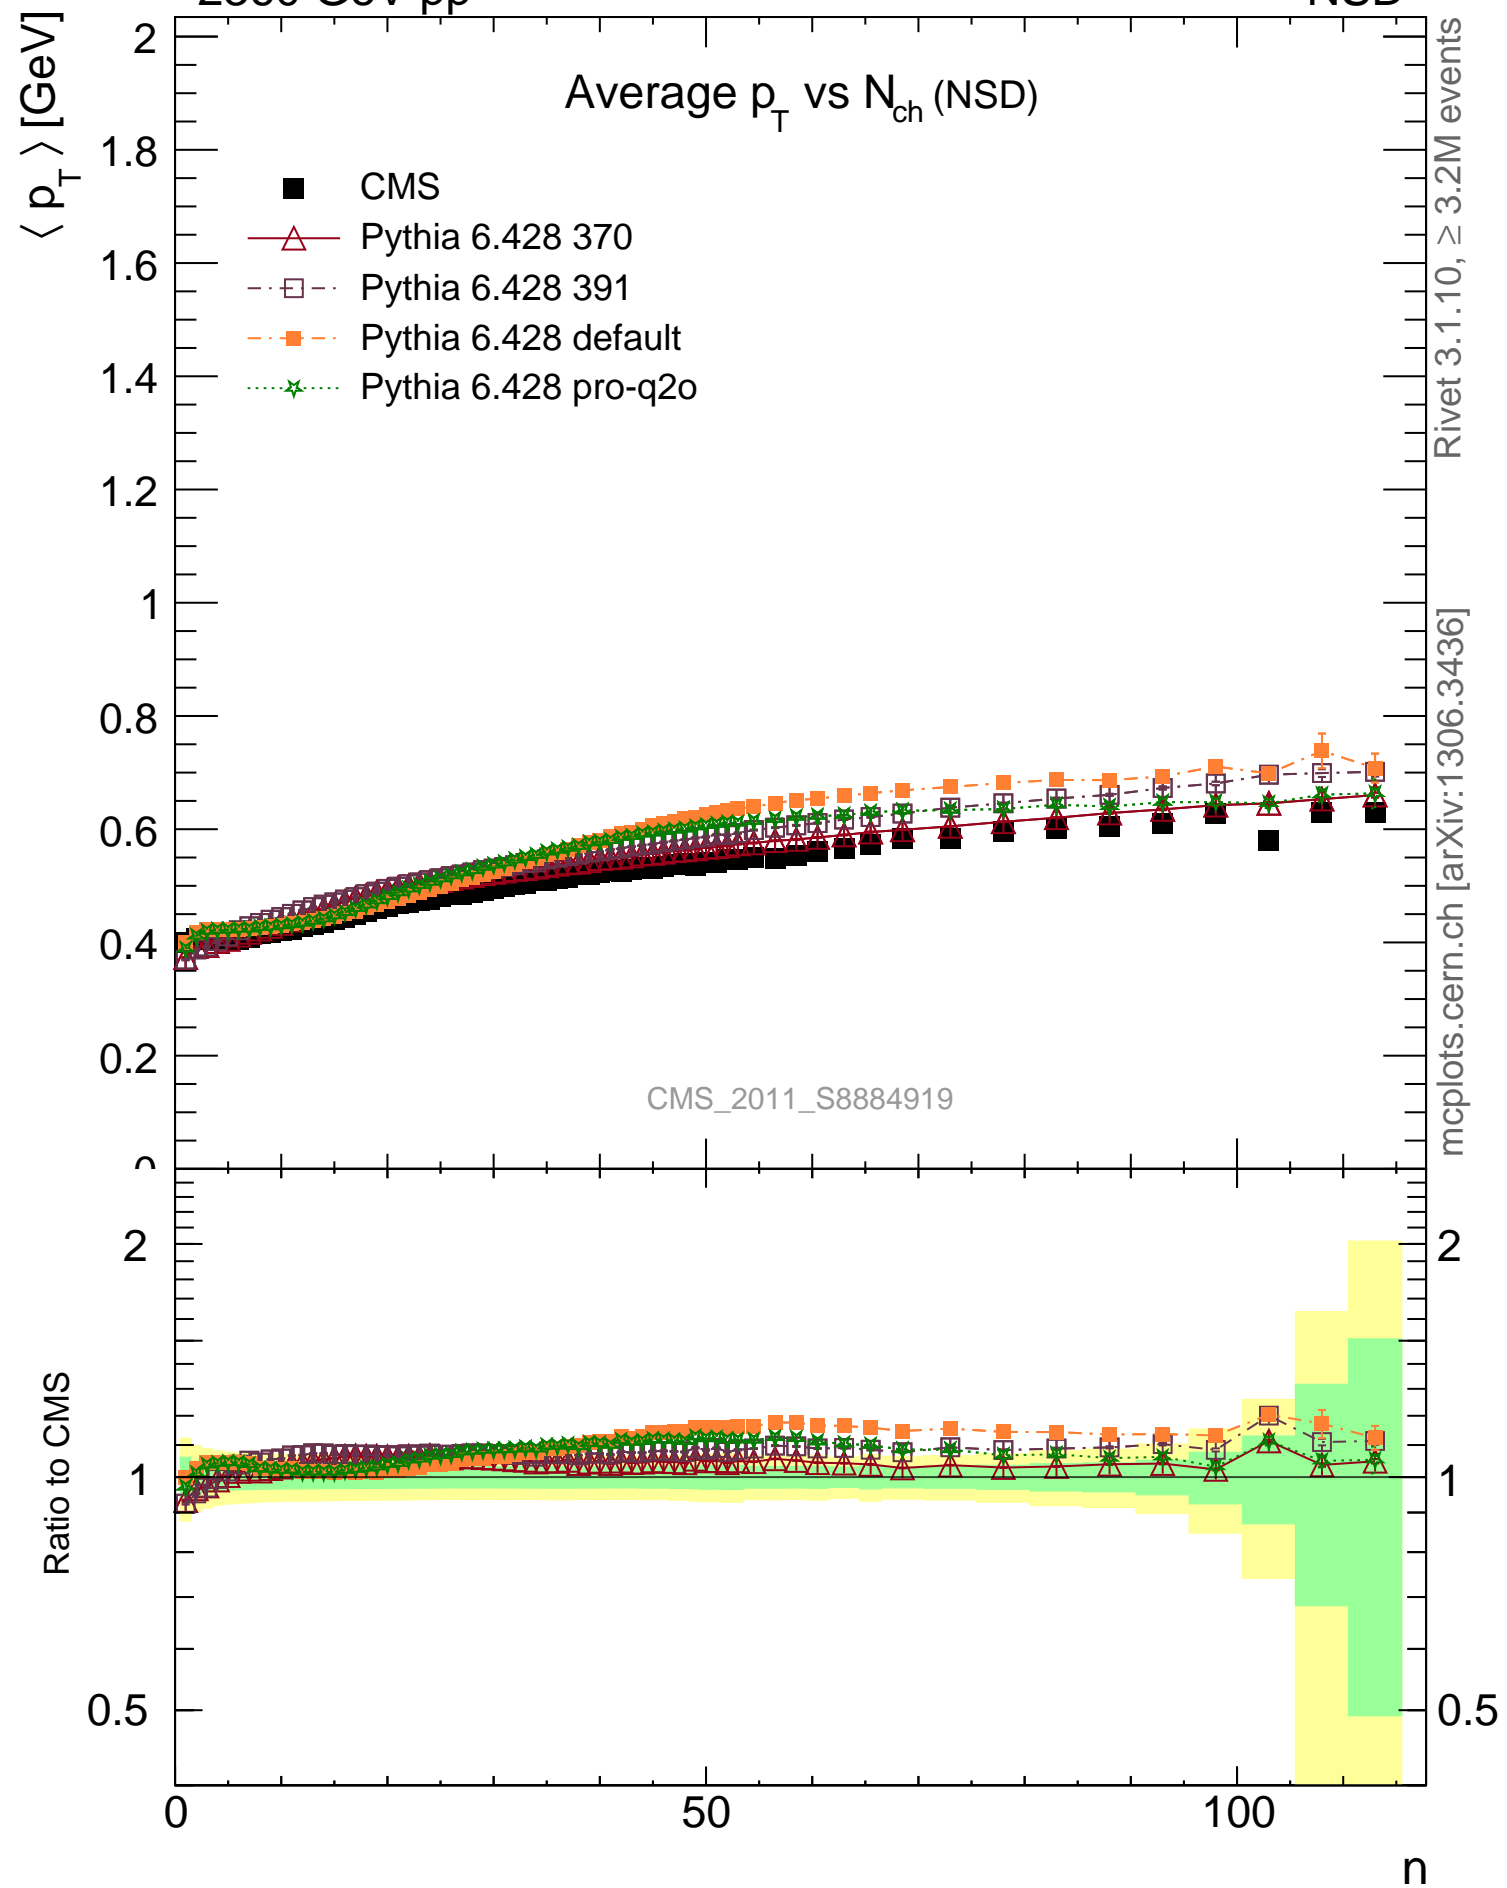 NSD
⟨ p_T ⟩ [GeV]
Average p_T vs N_ch (NSD)
CMS
Pythia 6.428 370
Pythia 6.428 391
Pythia 6.428 default
Pythia 6.428 pro-q2o
2
1.8
1.6
1.4
1.2
1
0.8
0.6
0.4
0.2
0
CMS_2011_S8884919
Rivet 3.1.10, ≥ 3.2M events
mcplots.cern.ch [arXiv:1306.3436]
Ratio to CMS
2
1
0.5
2
1
0.5
0
50
100
n